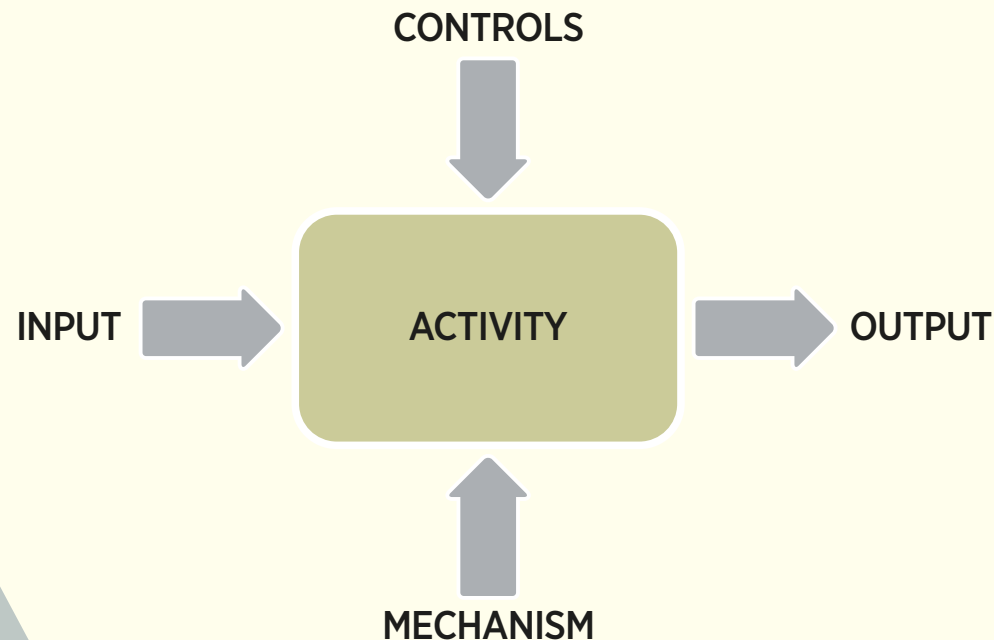 CONTROLS
INPUT
ACTIVITY
OUTPUT
MECHANISM